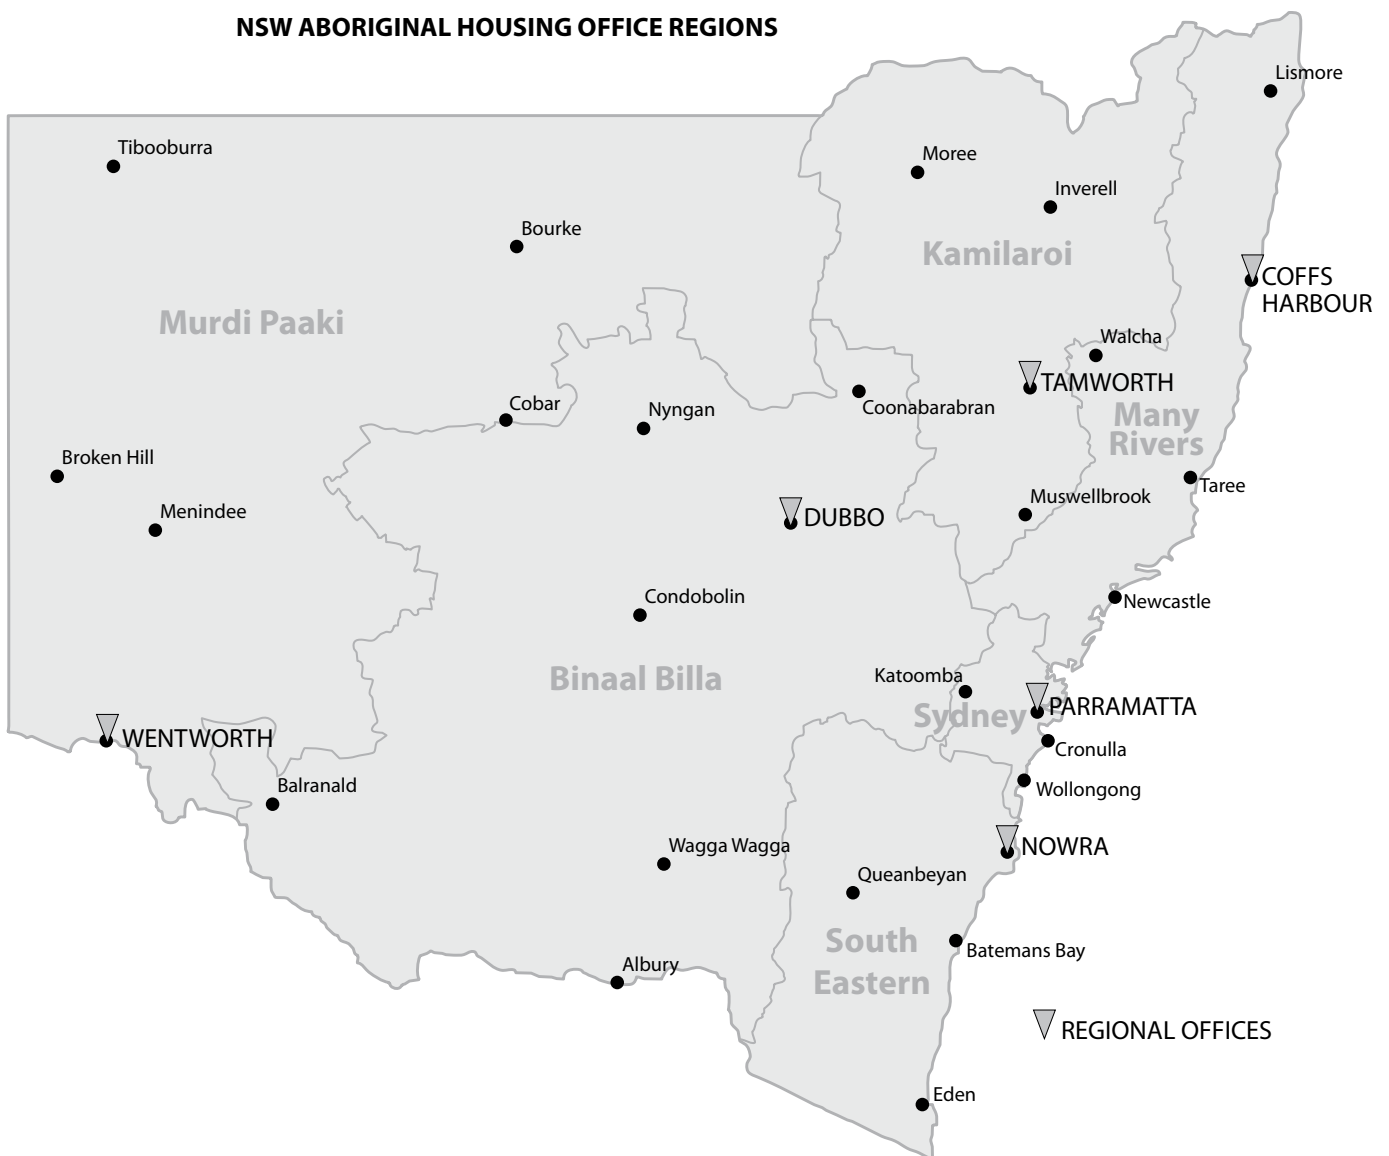 NSW ABORIGINAL HOUSING OFFICE REGIONS
Lismore
Tibooburra
Moree
Inverell
Bourke
Kamilaroi
COFFS
HARBOUR
Murdi Paaki
Walcha
TAMWORTH
Cobar
Nyngan
Coonabarabran
Many
Rivers
Broken Hill
Taree
Menindee
Muswellbrook
DUBBO
Condobolin
Newcastle
Katoomba
Binaal Billa
Sydney
PARRAMATTA
WENTWORTH
Cronulla
Balranald
Wollongong
Wagga Wagga
NOWRA
Queanbeyan
South
Eastern
Batemans Bay
Albury
REGIONAL OFFICES
Eden